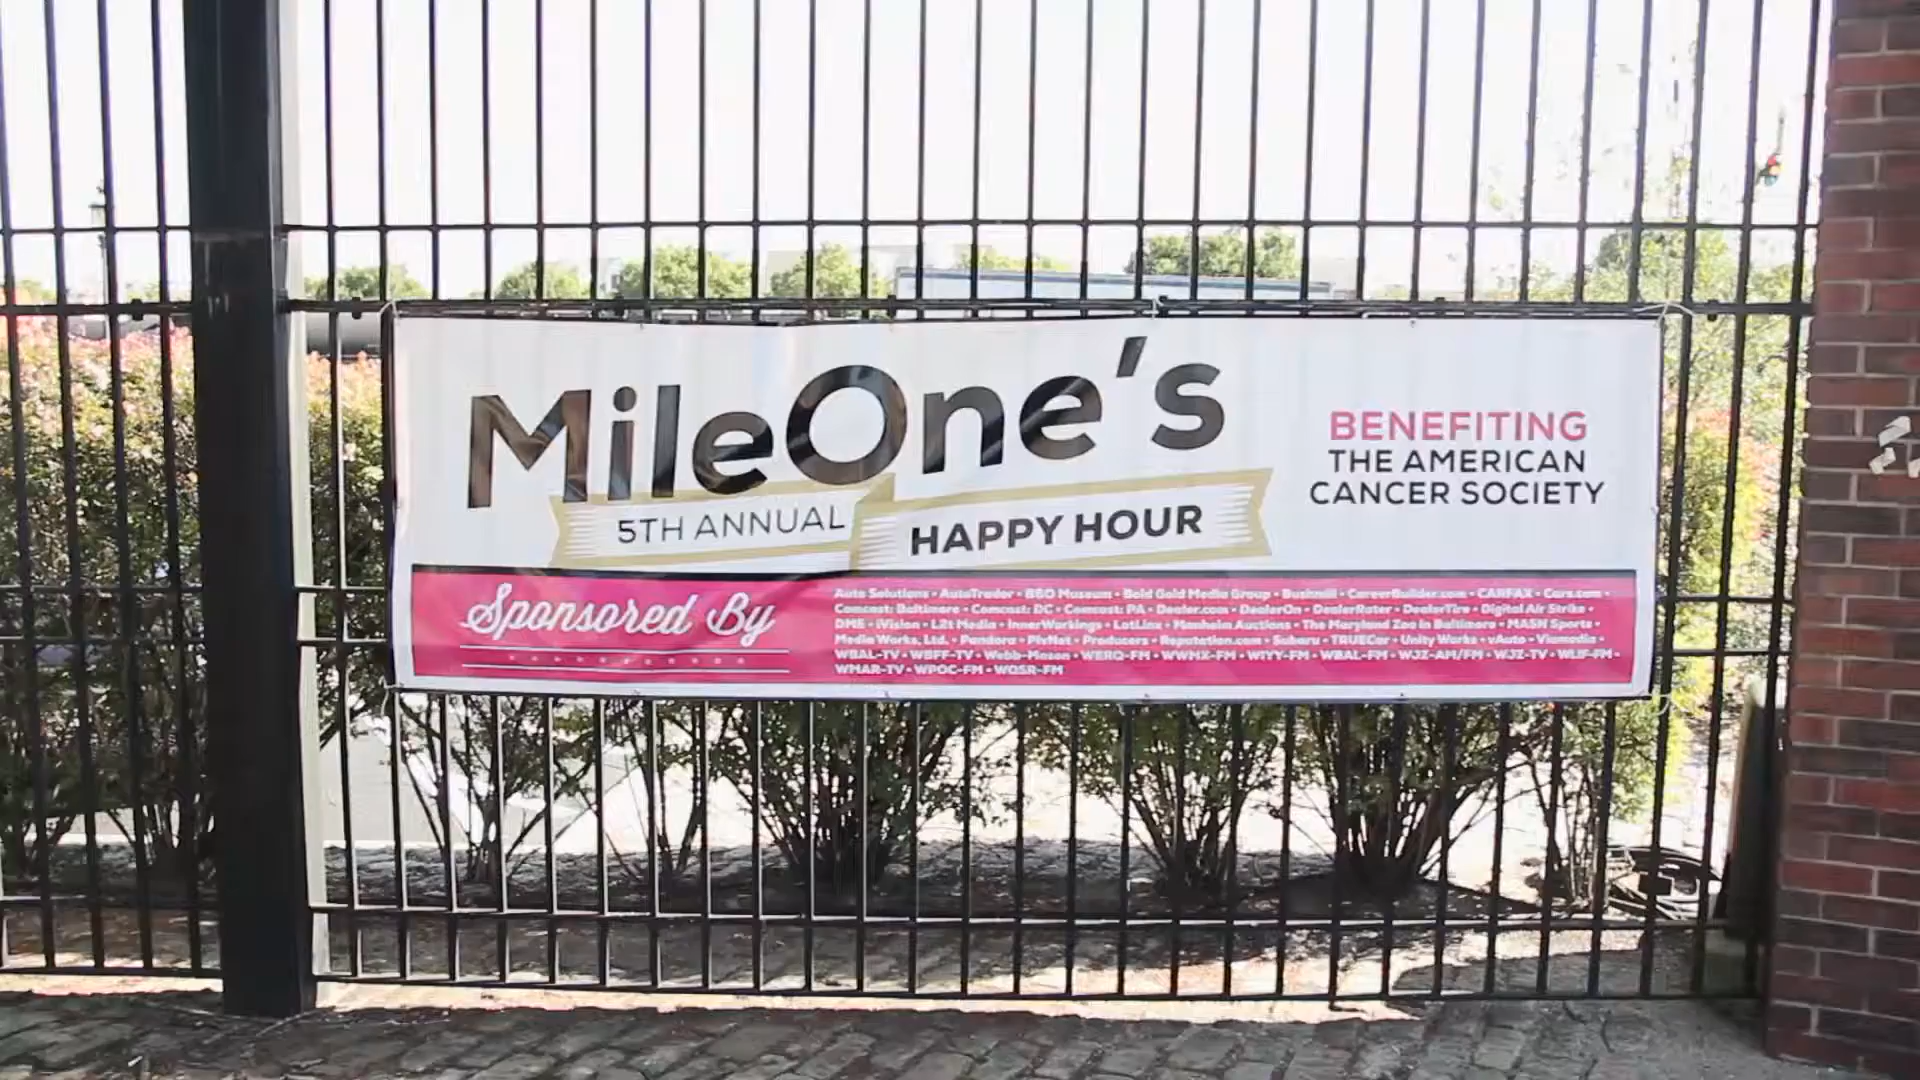 MileOne's
5TH ANNUAL HAPPY HOUR
BENEFITING
THE AMERICAN
CANCER SOCIETY
Sponsored By
Auto Solutions • AutoTrader • B&O Museum • Bold Gold Media Group • Bushnell • CareerBuilder.com • CARFAX • Cars.com •
Comcast: Baltimore • Comcast: DC • Comcast: PA • Dealer.com • DealerOn • DealerRater • DealerTire • Digital Air Strike •
DME • iVision • L2t Media • InnerWorkings • LotLinx • Manheim Auctions • The Maryland Zoo in Baltimore • MASN Sports •
Media Works, Ltd. • Pandora • PixNet • Producers • Reputation.com • Subaru • TRUECar • Unity Works • vAuto • Viamedia •
WBAL-TV • WBFF-TV • Webb-Mason • WERQ-FM • WWMX-FM • WIYY-FM • WBAL-FM • WJZ-AM/FM • WJZ-TV • WLIF-FM •
WMAR-TV • WPOC-FM • WQSR-FM